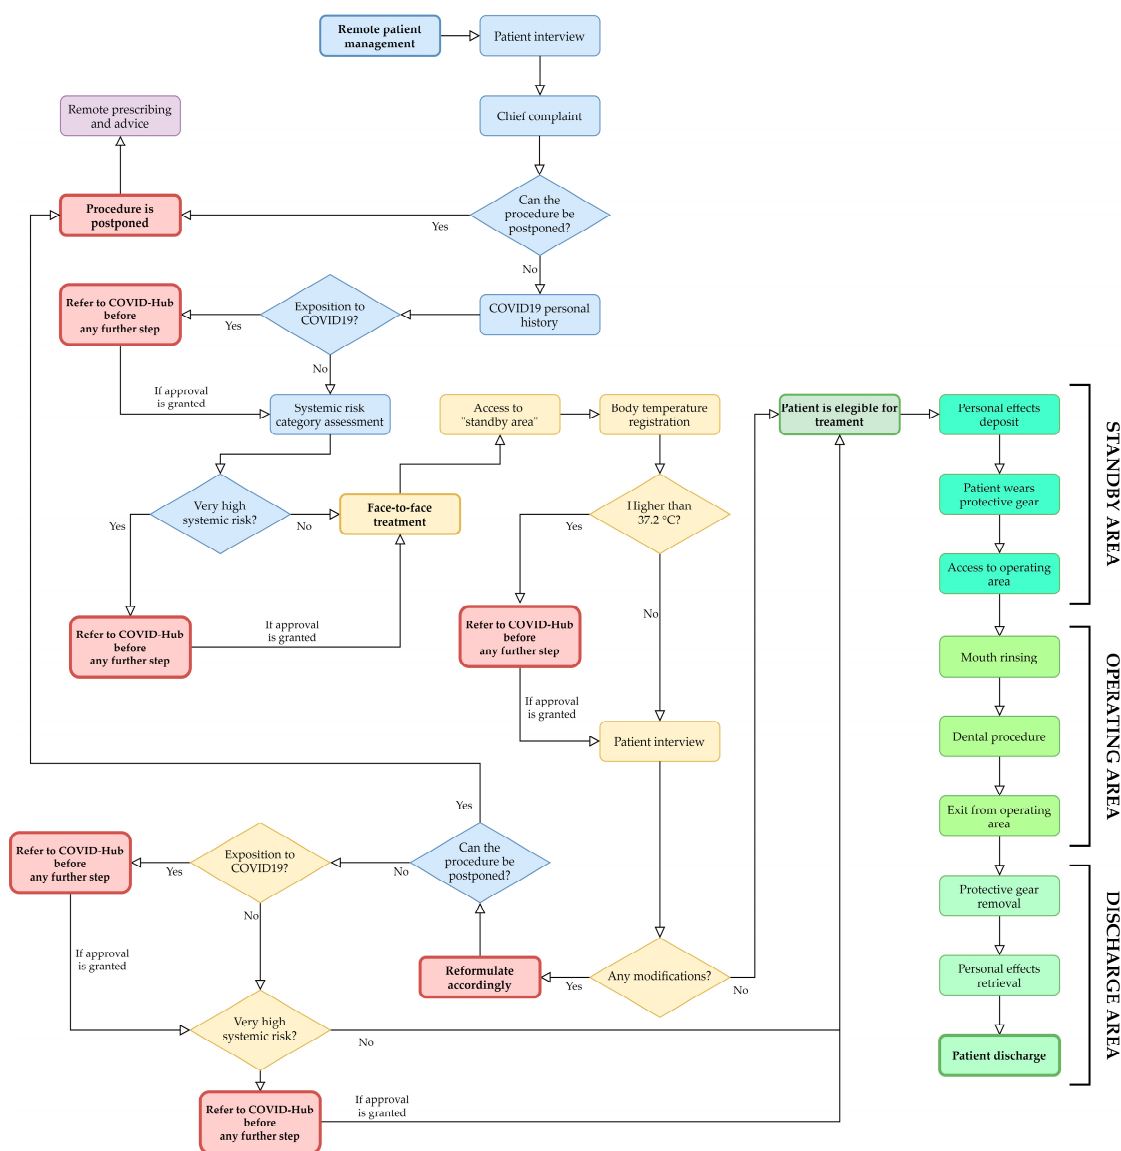 Remote patient
management
Patient interview
Remote prescribing
and advice
Chief complaint
Procedure is
postponed
Yes
Can the
procedure be
postponed?
No
Refer to COVID-Hub
before
any further step
Yes
Exposition to
COVID19?
COVID19 personal
history
No
If approval
is granted
Systemic risk
category assessment
Access to
"standby area"
Body temperature
registration
Patient is elegible for
treament
Personal effects
deposit
Yes
Very high
systemic risk?
No
Face-to-face
treatment
Yes
Higher than
37.2 °C?
Patient wears
protective gear
Access to operating
area
STANDBY AREA
Refer to COVID-Hub
before
any further step
If approval
is granted
Refer to COVID-Hub
before
any further step
No
Mouth rinsing
If approval
is granted
Patient interview
Dental procedure
Exit from operating
area
OPERATING AREA
Yes
Refer to COVID-Hub
before
any further step
Yes
Exposition to
COVID19?
No
Can the
procedure be
postponed?
No
Protective gear
removal
If approval
is granted
Reformulate
accordingly
Yes
Any modifications?
No
Personal effects
retrieval
Very high
systemic risk?
No
Patient discharge
DISCHARGE AREA
Refer to COVID-Hub
before
any further step
If approval
is granted